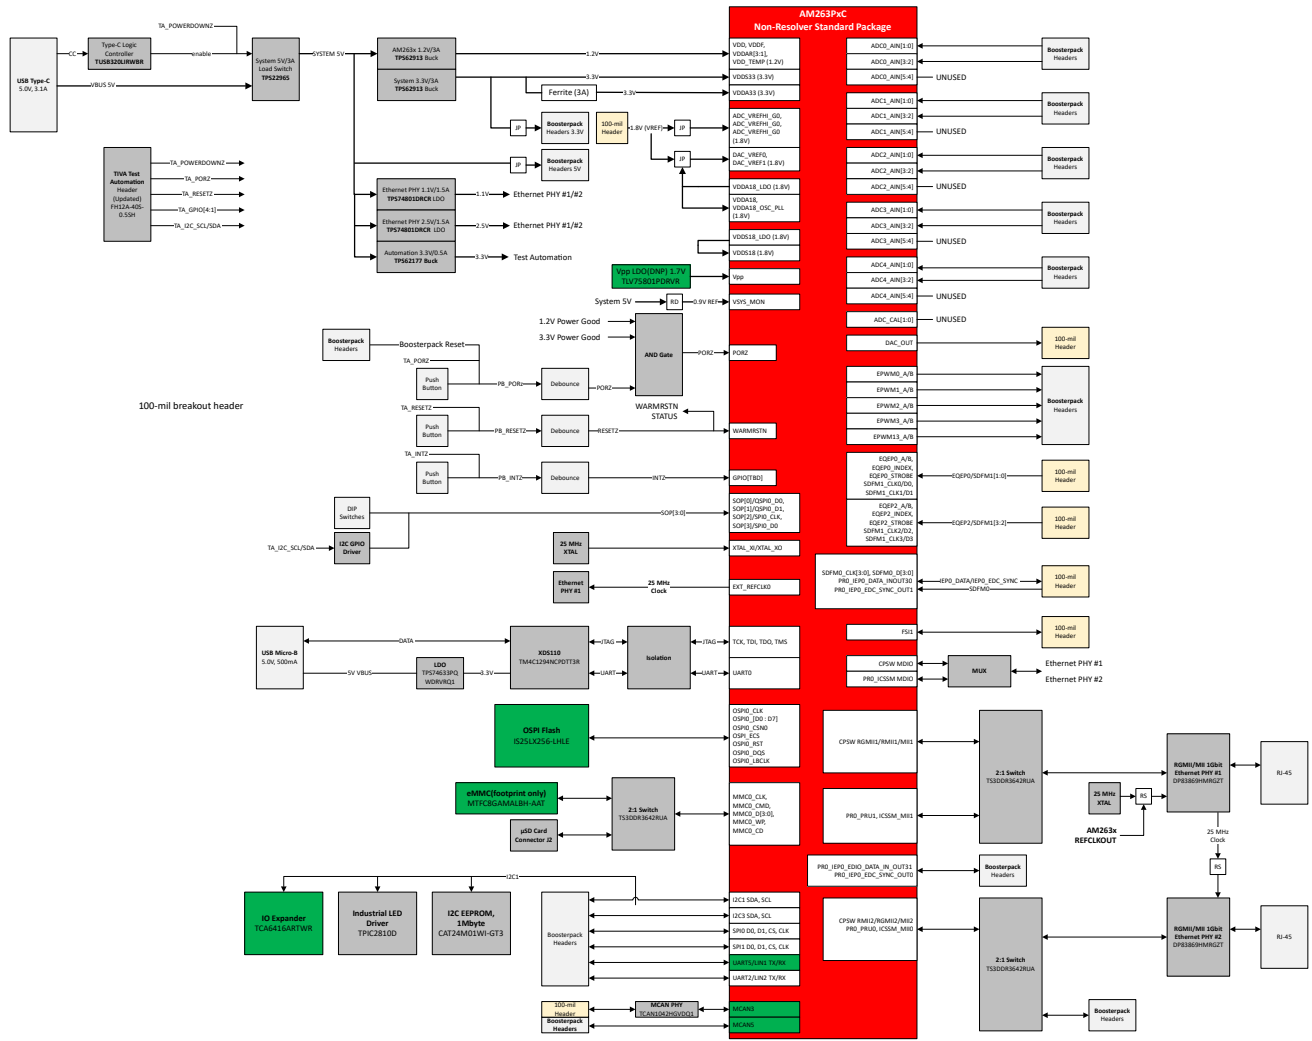 AM263PxC
Non-Resolver Standard Package
TA_POWERDOWNZ
USB Type-C
5.0V, 3.1A
CC
Type-C Logic
Controller
TUSB320LIRWBR
enable
VBUS 5V
System 5V/3A
Load Switch
TPS22965
SYSTEM 5V
AM263x 1.2V/3A
TPS62913 Buck
1.2V
System 3.3V/3A
TPS62913 Buck
3.3V
Ferrite (3A)
3.3V
JP
Boosterpack
Headers 3.3V
100-mil
Header
1.8V (VREF)
JP
JP
Boosterpack
Headers 5V
JP
TIVA Test
Automation
Header
(Updated)
FH12A-40S-
0.5SH
TA_POWERDOWNZ
TA_PORZ
TA_RESETZ
TA_GPIO[4:1]
TA_I2C_SCL/SDA
Ethernet PHY 1.1V/1.5A
TPS74801DRCR LDO
1.1V
Ethernet PHY #1/#2
Ethernet PHY 2.5V/1.5A
TPS74801DRCR LDO
2.5V
Ethernet PHY #1/#2
Automation 3.3V/0.5A
TPS62177 Buck
3.3V
Test Automation
Vpp LDO(DNP) 1.7V
TLV75801PDRVR
System 5V
RD
0.9V REF
1.2V Power Good
3.3V Power Good
AND Gate
PORZ
Boosterpack
Headers
Boosterpack Reset
TA_PORZ
Push
Button
PB_PORz
Debounce
PORZ
100-mil breakout header
TA_RESETZ
Push
Button
PB_RESETZ
Debounce
RESETZ
WARMRSTN
STATUS
TA_INTZ
Push
Button
PB_INTZ
Debounce
INTZ
DIP
Switches
SOP[3:0]
TA_I2C_SCL/SDA
I2C GPIO
Driver
25 MHz
XTAL
Ethernet
PHY #1
25 MHz
Clock
USB Micro-B
5.0V, 500mA
DATA
5V VBUS
LDO
TPS74633PQ
WDRVRQ1
3.3V
XDS110
TM4C1294NCPDTT3R
JTAG
UART
Isolation
JTAG
UART
OSPI Flash
IS25LX256-LHLE
eMMC(footprint only)
MTFC8GAMALBH-AAT
µSD Card
Connector J2
2:1 Switch
TS3DDR3642RUA
I2C1
IO Expander
TCA6416ARTWR
Industrial LED
Driver
TPIC2810D
I2C EEPROM,
1Mbyte
CAT24M01WI-GT3
Boosterpack
Headers
100-mil
Header
Boosterpack
Headers
MCAN PHY
TCAN1042HGVDQ1
VDD, VDDF,
VDDAR[3:1],
VDD_TEMP (1.2V)
VDDS33 (3.3V)
VDDA33 (3.3V)
ADC_VREFHI_G0,
ADC_VREFHI_G0,
ADC_VREFHI_G0
(1.8V)
DAC_VREF0,
DAC_VREF1 (1.8V)
VDDA18_LDO (1.8V)
VDDA18,
VDDA18_OSC_PLL
(1.8V)
VDDS18_LDO (1.8V)
VDDS18 (1.8V)
Vpp
VSYS_MON
PORZ
WARMRSTN
GPIO[TBD]
SOP[0]/QSPI0_D0,
SOP[1]/QSPI0_D1,
SOP[2]/SPI0_CLK,
SOP[3]/SPI0_D0
XTAL_XI/XTAL_XO
EXT_REFCLK0
TCK, TDI, TDO, TMS
UART0
OSPI0_CLK
OSPI0_[D0 : D7]
OSPI0_CSN0
OSPI_ECS
OSPI0_RST
OSPI0_DQS
OSPI0_LBCLK
MMC0_CLK,
MMC0_CMD,
MMC0_D[3:0],
MMC0_WP,
MMC0_CD
I2C1 SDA, SCL
I2C3 SDA, SCL
SPI0 D0, D1, CS, CLK
SPI1 D0, D1, CS, CLK
UART5/LIN1 TX/RX
UART2/LIN2 TX/RX
MCAN3
MCAN5
ADC0_AIN[1:0]
ADC0_AIN[3:2]
ADC0_AIN[5:4]
UNUSED
Boosterpack
Headers
ADC1_AIN[1:0]
ADC1_AIN[3:2]
ADC1_AIN[5:4]
UNUSED
Boosterpack
Headers
ADC2_AIN[1:0]
ADC2_AIN[3:2]
ADC2_AIN[5:4]
UNUSED
Boosterpack
Headers
ADC3_AIN[1:0]
ADC3_AIN[3:2]
ADC3_AIN[5:4]
UNUSED
Boosterpack
Headers
ADC4_AIN[1:0]
ADC4_AIN[3:2]
ADC4_AIN[5:4]
UNUSED
Boosterpack
Headers
ADC_CAL[1:0]
UNUSED
DAC_OUT
100-mil
Header
EPWM0_A/B
EPWM1_A/B
EPWM2_A/B
EPWM3_A/B
EPWM13_A/B
Boosterpack
Headers
EQEP0_A/B,
EQEP0_INDEX,
EQEP0_STROBE
SDFM1_CLK0/D0,
SDFM1_CLK1/D1
EQEP0/SDFM1[1:0]
100-mil
Header
EQEP2_A/B,
EQEP2_INDEX,
EQEP2_STROBE
SDFM1_CLK2/D2,
SDFM1_CLK3/D3
EQEP2/SDFM1[3:2]
100-mil
Header
SDFM0_CLK[3:0], SDFM0_D[3:0]
PR0_IEP0_DATA_INOUT30
PR0_IEP0_EDC_SYNC_OUT1
IEP0_DATA/IEP0_EDC_SYNC
SDFM0
100-mil
Header
FSI1
100-mil
Header
CPSW MDIO
PR0_ICSSM MDIO
MUX
Ethernet PHY #1
Ethernet PHY #2
CPSW RGMII1/RMII1/MII1
PR0_PRU1, ICSSM_MII1
2:1 Switch
TS3DDR3642RUA
25 MHz
XTAL
RS
AM263x
REFCLKOUT
RGMII/MII 1Gbit
Ethernet PHY #1
DP83869HMRGZT
RJ-45
25 MHz
Clock
RS
PR0_IEP0_EDIO_DATA_IN_OUT31
PR0_IEP0_EDC_SYNC_OUT0
Boosterpack
Headers
CPSW RMII2/RGMII2/MII2
PR0_PRU0, ICSSM_MII0
2:1 Switch
TS3DDR3642RUA
RGMII/MII 1Gbit
Ethernet PHY #2
DP83869HMRGZT
RJ-45
Boosterpack
Headers